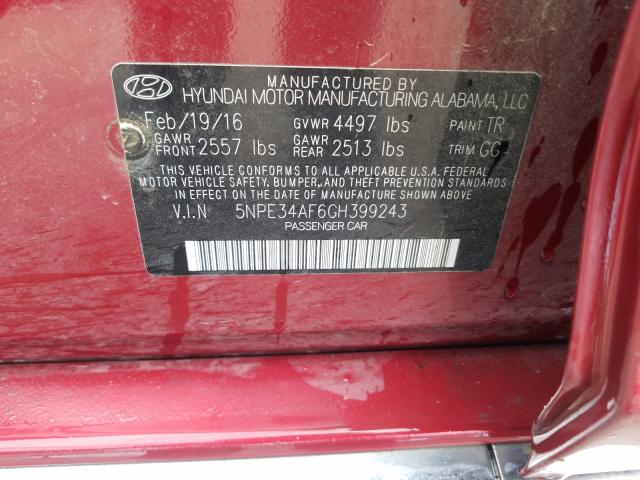 MANUFACTURED BY
HYUNDAI MOTOR MANUFACTURING ALABAMA, LLC
Feb/19/16 GVWR 4497 lbs PAINT TR
GAWR FRONT 2557 lbs GAWR REAR 2513 lbs TRIM GG
THIS VEHICLE CONFORMS TO ALL APPLICABLE U.S.A. FEDERAL
MOTOR VEHICLE SAFETY, BUMPER, AND THEFT PREVENTION
STANDARDS IN EFFECT ON THE DATE OF MANUFACTURE SHOWN ABOVE.
V.I.N 5NPE34AF6GH399243
PASSENGER CAR